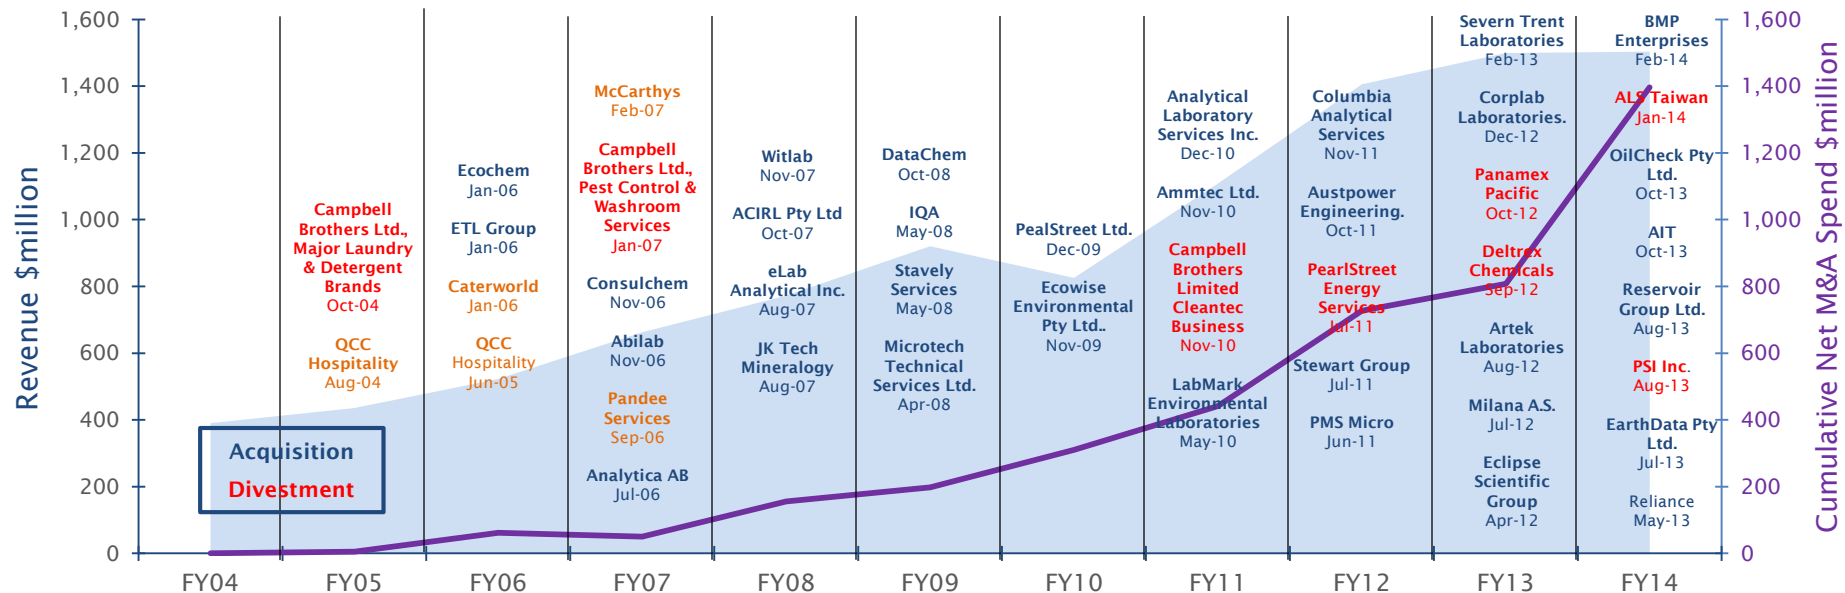 Revenue $million
1,600
1,400
1,200
1,000
800
600
400
200
0
Acquisition
Divestment
Campbell
Brothers Ltd.,
Major Laundry
& Detergent
Brands
Oct-04
QCC
Hospitality
Aug-04
Ecochem
Jan-06
ETL Group
Jan-06
Caterworld
Jan-06
QCC
Hospitality
Jun-05
McCarthys
Feb-07
Campbell
Brothers Ltd.,
Pest Control &
Washroom
Services
Jan-07
Consulchem
Nov-06
Abilab
Nov-06
Pandee
Services
Sep-06
Analytica AB
Jul-06
Witlab
Nov-07
ACIRL Pty Ltd
Oct-07
eLab
Analytical Inc.
Aug-07
JK Tech
Mineralogy
Aug-07
DataChem
Oct-08
IQA
May-08
Stavely
Services
May-08
Microtech
Technical
Services Ltd.
Apr-08
PealStreet Ltd.
Dec-09
Ecowise
Environmental
Pty Ltd..
Nov-09
Analytical
Laboratory
Services Inc.
Dec-10
Ammtec Ltd.
Nov-10
Campbell
Brothers
Limited
Cleantec
Business
Nov-10
LabMark
Environmental
Laboratories
May-10
Columbia
Analytical
Services
Nov-11
Austpower
Engineering.
Oct-11
PearlStreet
Energy
Services
Jul-11
Stewart Group
Jul-11
PMS Micro
Jun-11
Severn Trent
Laboratories
Feb-13
Corplab
Laboratories.
Dec-12
Panamex
Pacific
Oct-12
Deltrex
Chemicals
Sep-12
Artek
Laboratories
Aug-12
Milana A.S.
Jul-12
Eclipse
Scientific
Group
Apr-12
BMP
Enterprises
Feb-14
ALS Taiwan
Jan-14
OilCheck Pty
Ltd.
Oct-13
AIT
Oct-13
Reservoir
Group Ltd.
Aug-13
PSI Inc.
Aug-13
EarthData Pty
Ltd.
Jul-13
Reliance
May-13
1,600
1,400
1,200
1,000
800
600
400
200
0
Cumulative Net M&A Spend $million
FY04 FY05 FY06 FY07 FY08 FY09 FY10 FY11 FY12 FY13 FY14